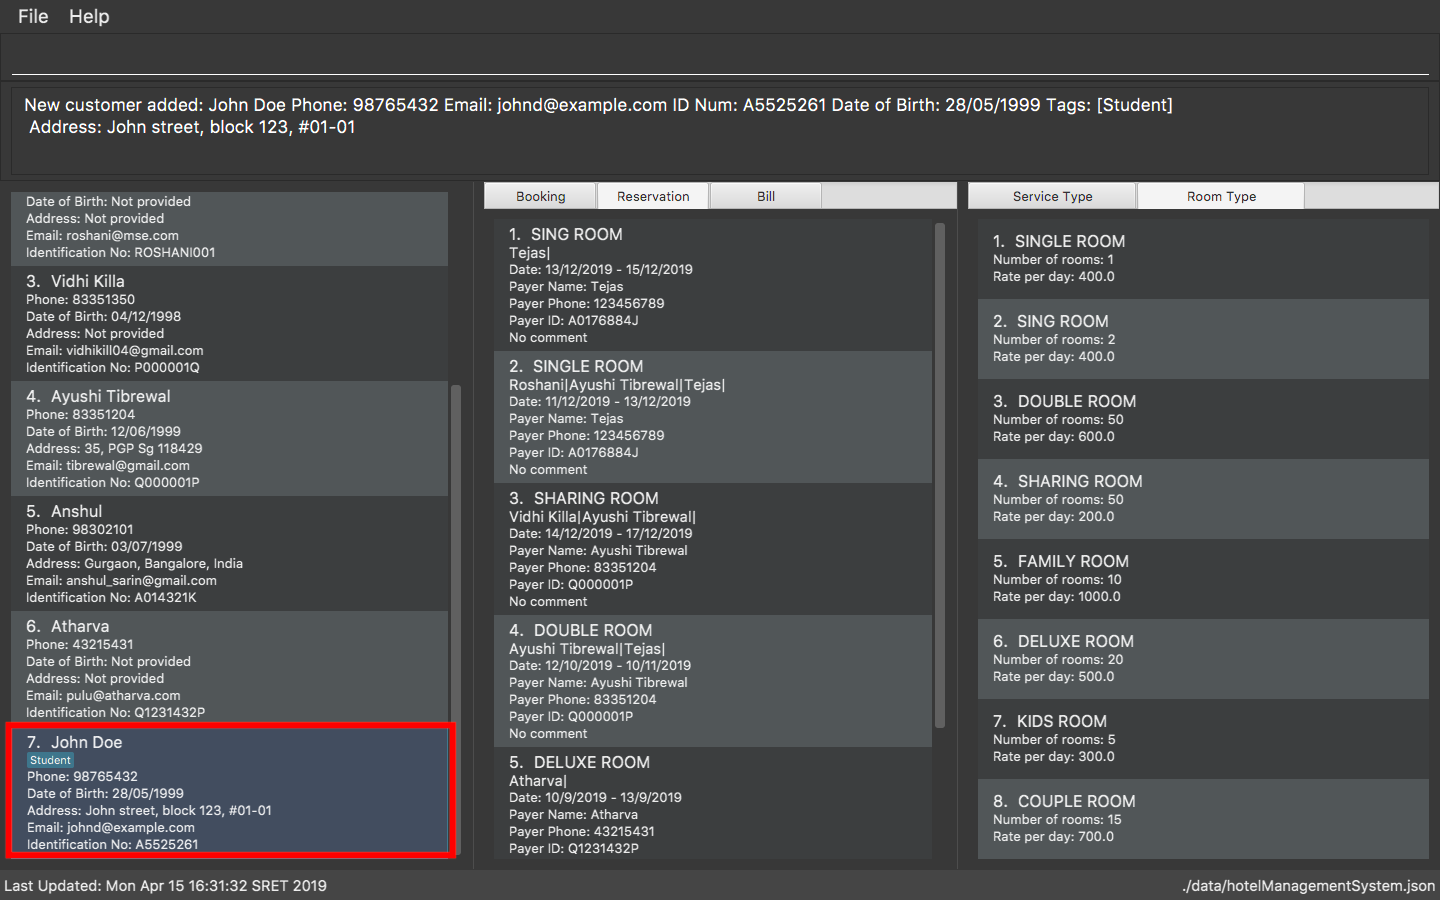 File Help
New customer added: John Doe Phone: 98765432 Email: johnd@example.com ID Num: A5525261 Date of Birth: 28/05/1999 Tags: [Student]
Address: John street, block 123, #01-01
Date of Birth: Not provided
Address: Not provided
Email: roshani@mse.com
Identification No: ROSHANI001
3. Vidhi Killa
Phone: 83351350
Date of Birth: 04/12/1998
Address: Not provided
Email: vidhikill04@gmail.com
Identification No: P000001Q
4. Ayushi Tibrewal
Phone: 83351204
Date of Birth: 12/06/1999
Address: 35, PGP Sg 118429
Email: tibrewal@gmail.com
Identification No: Q000001P
5. Anshul
Phone: 98302101
Date of Birth: 03/07/1999
Address: Gurgaon, Bangalore, India
Email: anshul_sarin@gmail.com
Identification No: A014321K
6. Atharva
Phone: 43215431
Date of Birth: Not provided
Address: Not provided
Email: pulu@atharva.com
Identification No: Q1231432P
7. John Doe
Student
Phone: 98765432
Date of Birth: 28/05/1999
Address: John street, block 123, #01-01
Email: johnd@example.com
Identification No: A5525261
Booking Reservation Bill
1. SING ROOM
Tejas|
Date: 13/12/2019 - 15/12/2019
Payer Name: Tejas
Payer Phone: 123456789
Payer ID: A0176884J
No comment
2. SINGLE ROOM
Roshani|Ayushi Tibrewal|Tejas|
Date: 11/12/2019 - 13/12/2019
Payer Name: Tejas
Payer Phone: 123456789
Payer ID: A0176884J
No comment
3. SHARING ROOM
Vidhi Killa|Ayushi Tibrewal|
Date: 14/12/2019 - 17/12/2019
Payer Name: Ayushi Tibrewal
Payer Phone: 83351204
Payer ID: Q000001P
No comment
4. DOUBLE ROOM
Ayushi Tibrewal|Tejas|
Date: 12/10/2019 - 10/11/2019
Payer Name: Ayushi Tibrewal
Payer Phone: 83351204
Payer ID: Q000001P
No comment
5. DELUXE ROOM
Atharva|
Date: 10/9/2019 - 13/9/2019
Payer Name: Atharva
Payer Phone: 43215431
Payer ID: Q1231432P
Service Type Room Type
1. SINGLE ROOM
Number of rooms: 1
Rate per day: 400.0
2. SING ROOM
Number of rooms: 2
Rate per day: 400.0
3. DOUBLE ROOM
Number of rooms: 50
Rate per day: 600.0
4. SHARING ROOM
Number of rooms: 50
Rate per day: 200.0
5. FAMILY ROOM
Number of rooms: 10
Rate per day: 1000.0
6. DELUXE ROOM
Number of rooms: 20
Rate per day: 500.0
7. KIDS ROOM
Number of rooms: 5
Rate per day: 300.0
8. COUPLE ROOM
Number of rooms: 15
Rate per day: 700.0
Last Updated: Mon Apr 15 16:31:32 SRET 2019
./data/hotelManagementSystem.json